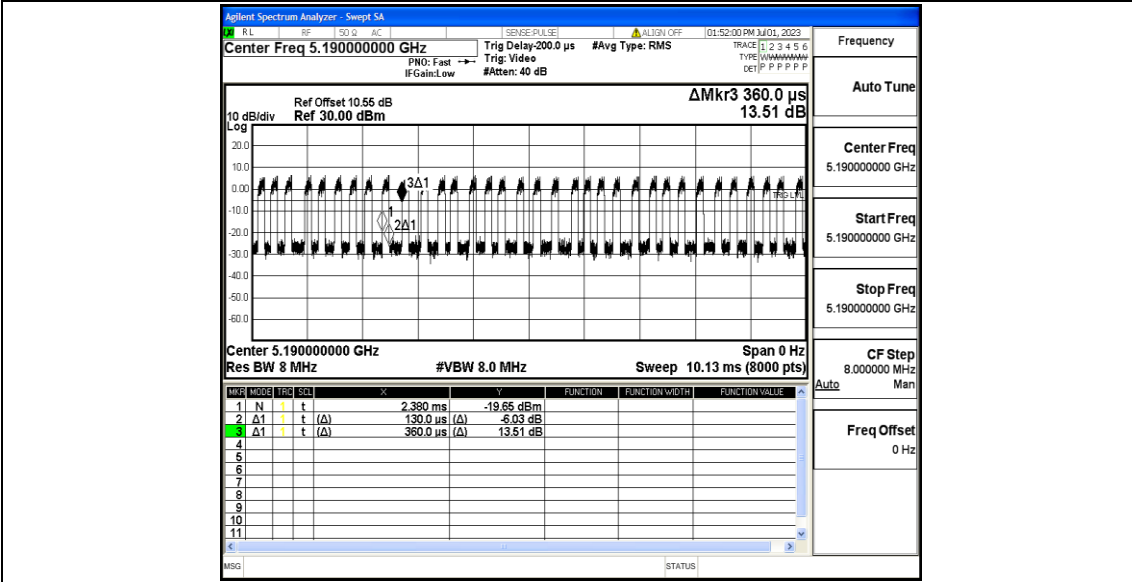 Agilent Spectrum Analyzer - Swept SA
RL RF 50 Ω AC SENSE:PULSE ALIGN OFF 01:52:00 PM Jul 01, 2023
Center Freq 5.190000000 GHz
PNO: Fast
IFGain:Low
Trig Delay-200.0 µs
Trig: Video
#Atten: 40 dB
#Avg Type: RMS
TRACE 1 2 3 4 5 6
TYPE WWWWWW
DET P P P P P P
ΔMkr3 360.0 µs
13.51 dB
Ref Offset 10.55 dB
10 dB/div Ref 30.00 dBm
Log
20.0
10.0
0.00
-10.0
-20.0
-30.0
-40.0
-50.0
-60.0
3Δ1
TRIG LVL
1
2Δ1
Center 5.190000000 GHz Span 0 Hz
Res BW 8 MHz #VBW 8.0 MHz Sweep 10.13 ms (8000 pts)
MKR MODE TRC SCL X Y FUNCTION FUNCTION WIDTH FUNCTION VALUE
1 N t 2.380 ms -19.65 dBm
2 Δ1 t (Δ) 130.0 µs (Δ) -6.03 dB
3 Δ1 t (Δ) 360.0 µs (Δ) 13.51 dB
4
5
6
7
8
9
10
11
MSG STATUS
Frequency
Auto Tune
Center Freq
5.190000000 GHz
Start Freq
5.190000000 GHz
Stop Freq
5.190000000 GHz
CF Step
8.000000 MHz
Auto Man
Freq Offset
0 Hz